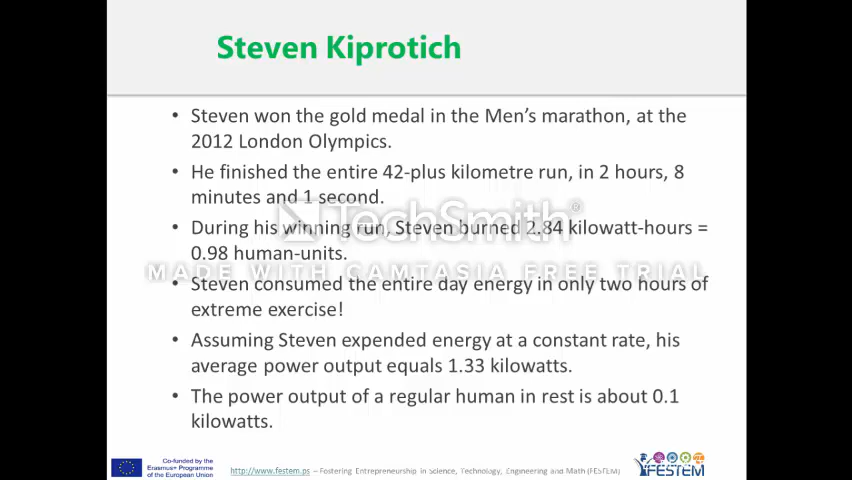 Steven Kiprotich
• Steven won the gold medal in the Men's marathon, at the
2012 London Olympics.
• He finished the entire 42-plus kilometre run, in 2 hours, 8
minutes and 1 second.
• During his winning run, Steven burned 2.84 kilowatt-hours =
0.98 human-units.
TechSmith®
MADE WITH CAMTASIA FREE TRIAL
• Steven consumed the entire day energy in only two hours of
extreme exercise!
• Assuming Steven expended energy at a constant rate, his
average power output equals 1.33 kilowatts.
• The power output of a regular human in rest is about 0.1
kilowatts.
Co-funded by the
Erasmus+ Programme
of the European Union
http://www.festem.ps – Fostering Entrepreneurship in Science, Technology, Engineering and Math (FESTEM)
FESTEM